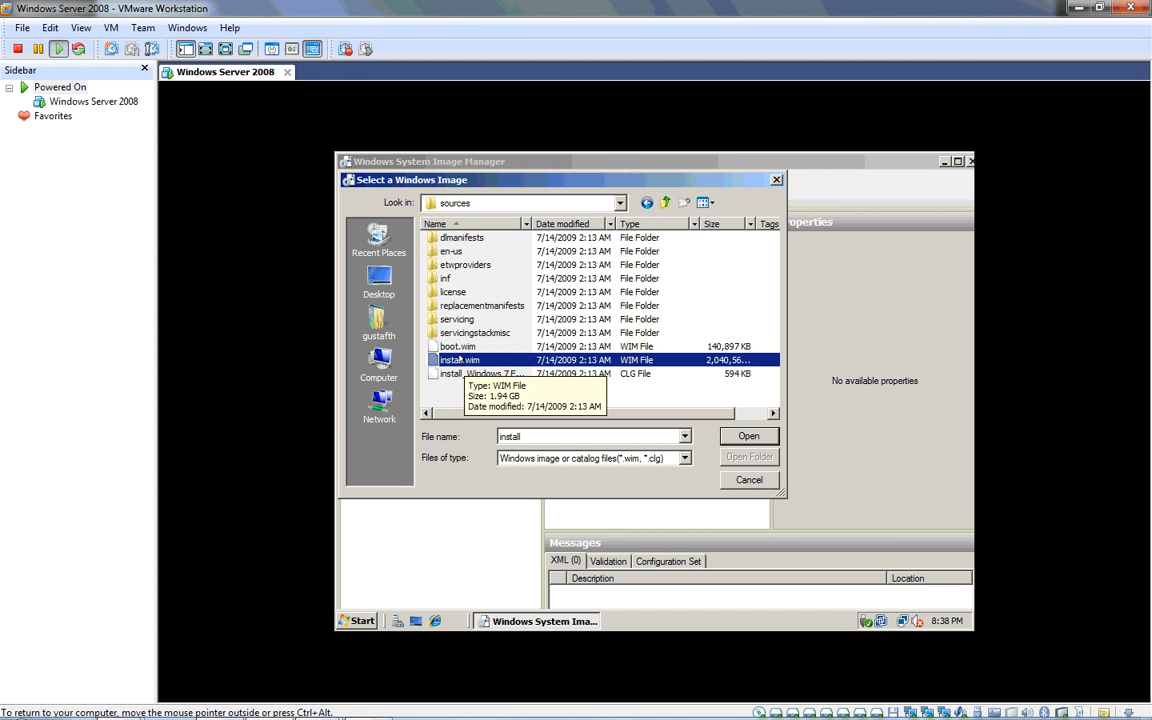 Windows Server 2008 - VMware Workstation
File Edit View VM Team Windows Help
Sidebar
Powered On
Windows Server 2008
Favorites
Windows Server 2008
Windows System Image Manager
Select a Windows Image
Look in: sources
Name Date modified Type Size Tags
dlmanifests 7/14/2009 2:13 AM File Folder
en-us 7/14/2009 2:13 AM File Folder
etwproviders 7/14/2009 2:13 AM File Folder
inf 7/14/2009 2:13 AM File Folder
license 7/14/2009 2:13 AM File Folder
replacementmanifests 7/14/2009 2:13 AM File Folder
servicing 7/14/2009 2:13 AM File Folder
servicingstackmisc 7/14/2009 2:13 AM File Folder
boot.wim 7/14/2009 2:13 AM WIM File 140,897 KB
install.wim 7/14/2009 2:13 AM WIM File 2,040,56...
install_Windows 7 E... 7/14/2009 2:13 AM CLG File 594 KB
Type: WIM File
Size: 1.94 GB
Date modified: 7/14/2009 2:13 AM
Recent Places
Desktop
gustafth
Computer
Network
File name: install Open
Files of type: Windows image or catalog files(*.wim, *.clg) Open Folder
Cancel
roperties
No available properties
Messages
XML (0) Validation Configuration Set
Description Location
Start Windows System Ima... 8:38 PM
To return to your computer, move the mouse pointer outside or press Ctrl+Alt.